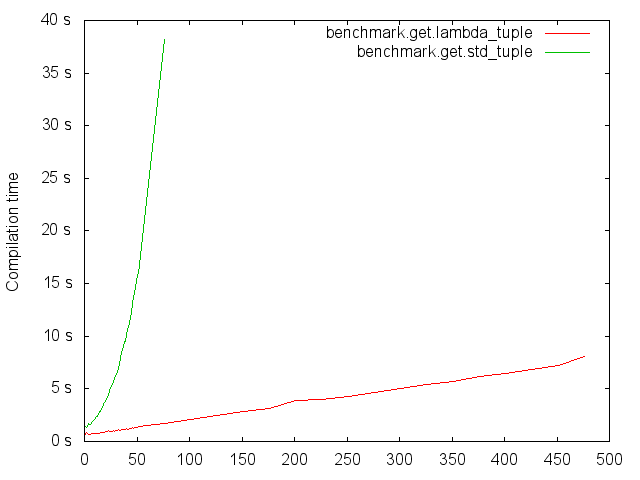 40 s
35 s
30 s
25 s
20 s
15 s
10 s
5 s
0 s
Compilation time
benchmark.get.lambda_tuple
benchmark.get.std_tuple
0 50 100 150 200 250 300 350 400 450 500